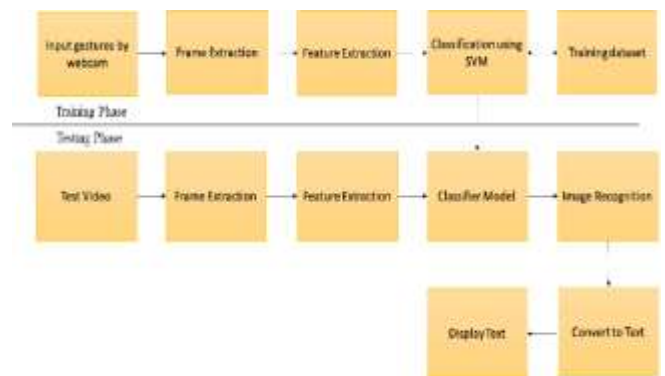 Input gestures by
webcam
Frame Extraction
Feature Extraction
Classification using
SVM
Training dataset
Training Phase
Testing Phase
Test Video
Frame Extraction
Feature Extraction
Classifier Model
Image Recognition
Display Text
Convert to Text